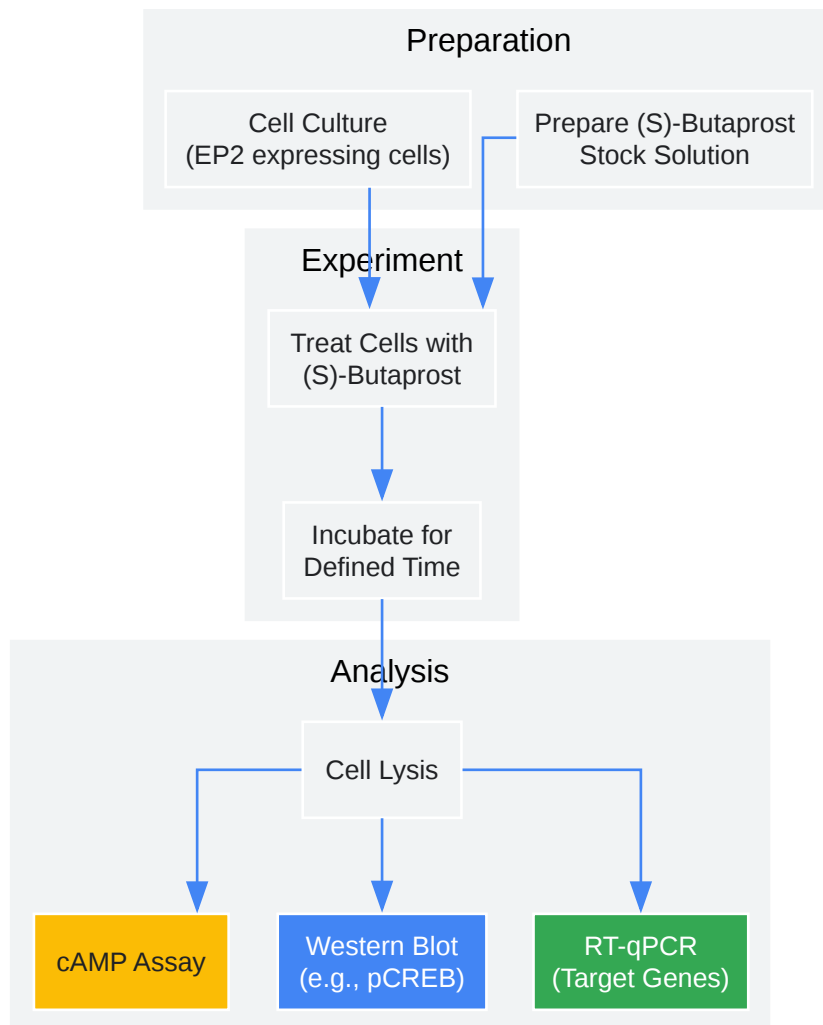 Preparation
Cell Culture
(EP2 expressing cells)
Prepare (S)-Butaprost
Stock Solution
Experiment
Treat Cells with
(S)-Butaprost
Incubate for
Defined Time
Analysis
Cell Lysis
cAMP Assay
Western Blot
(e.g., pCREB)
RT-qPCR
(Target Genes)